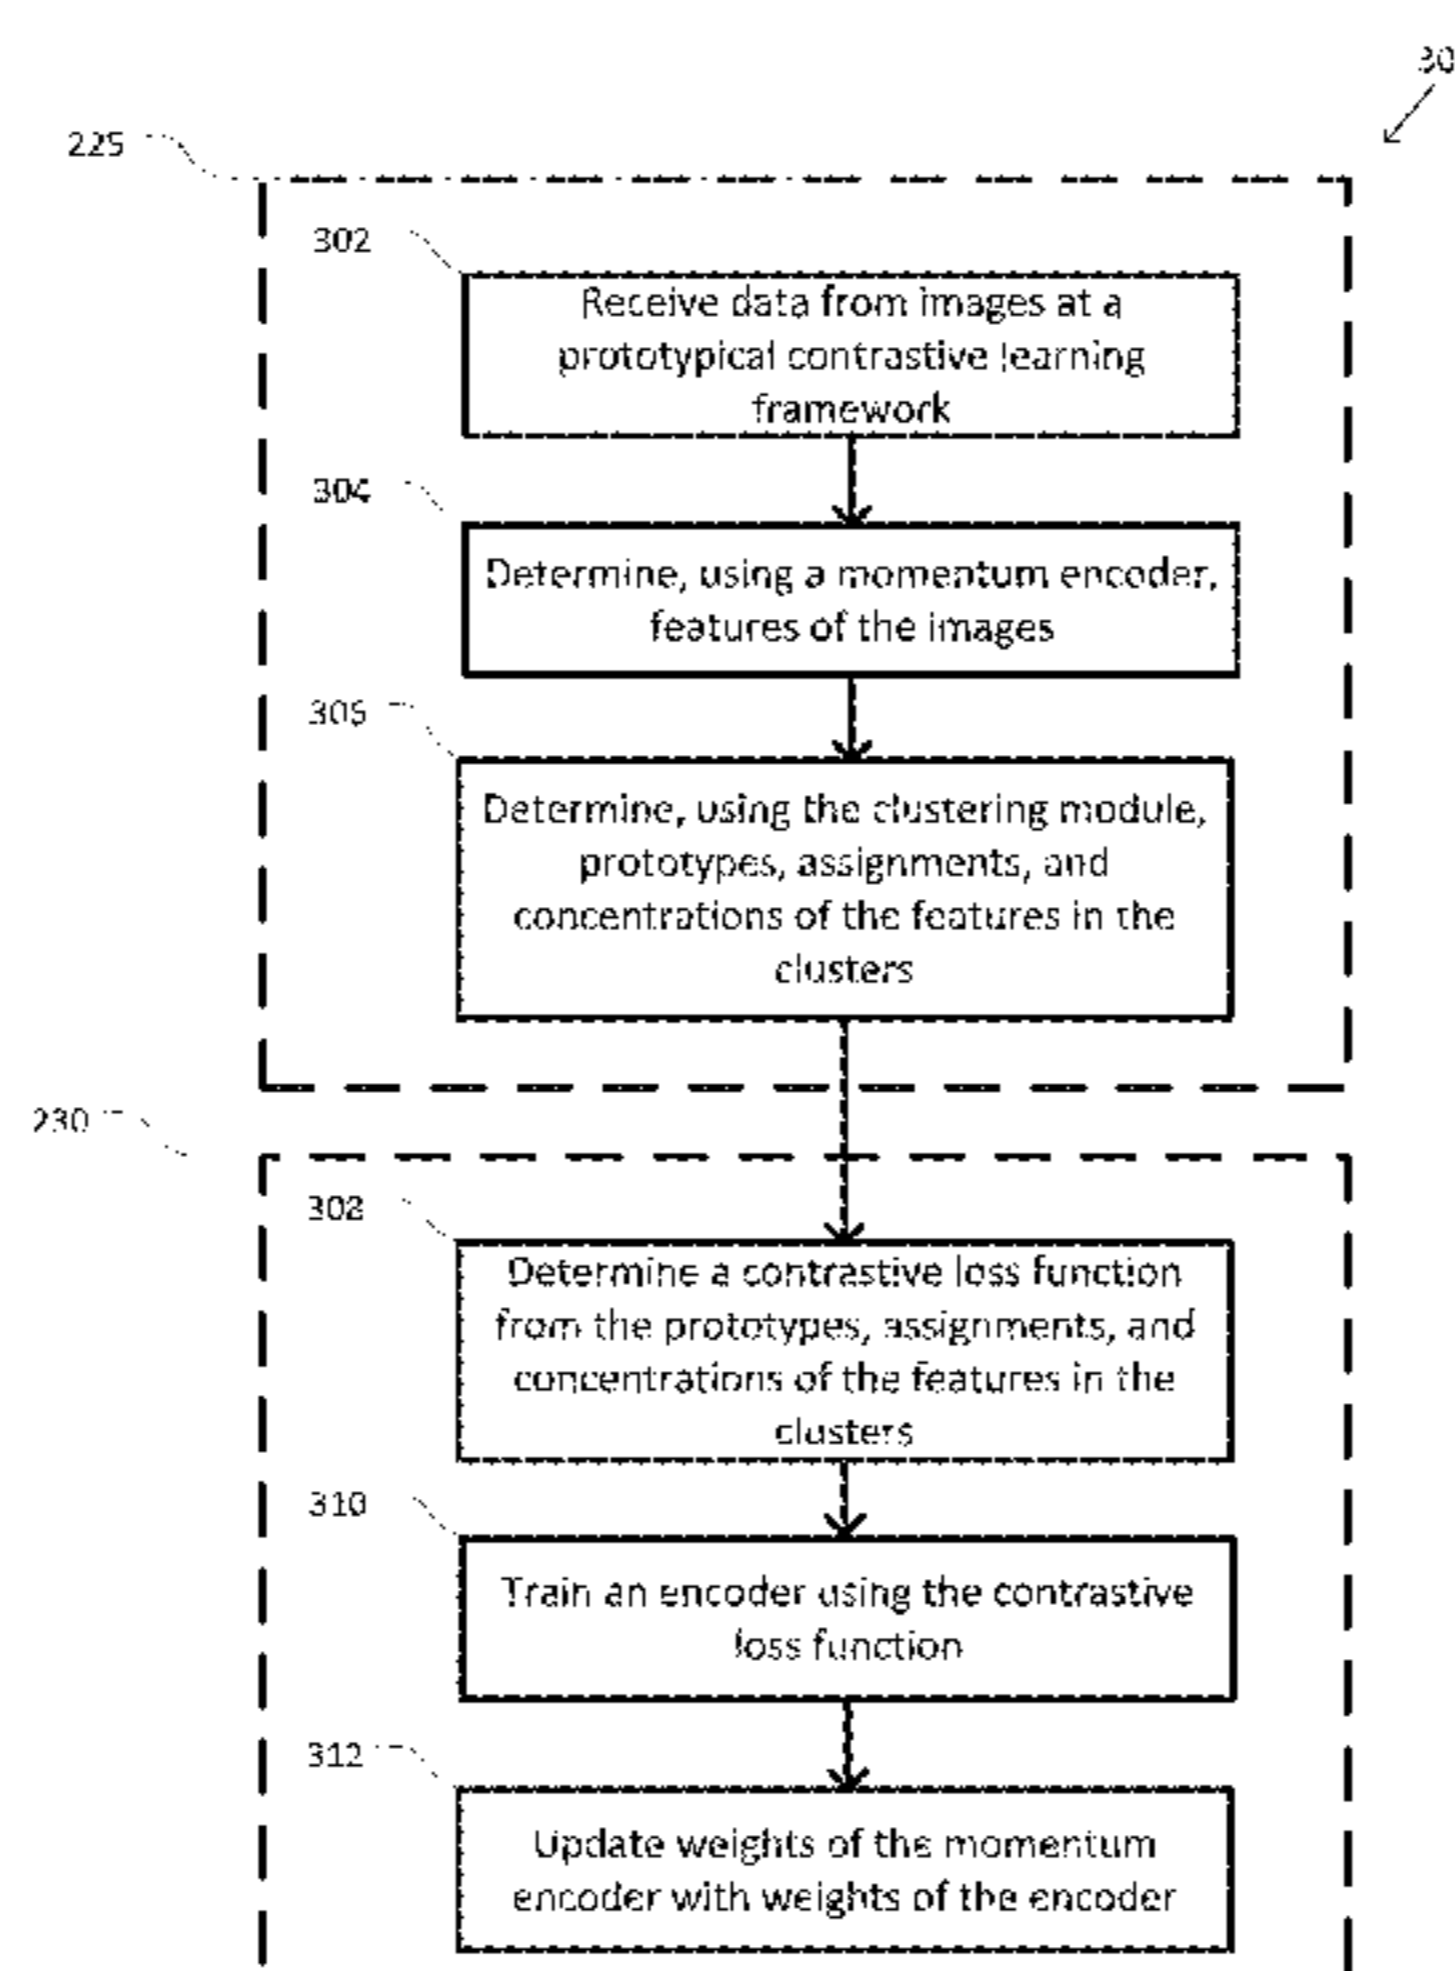 30
225
302
Receive data from images at a
prototypical contrastive learning
framework
304
Determine, using a momentum encoder,
features of the images
306
Determine, using the clustering module,
prototypes, assignments, and
concentrations of the features in the
clusters
230
308
Determine a contrastive loss function
from the prototypes, assignments, and
concentrations of the features in the
clusters
310
Train an encoder using the contrastive
loss function
312
Update weights of the momentum
encoder with weights of the encoder